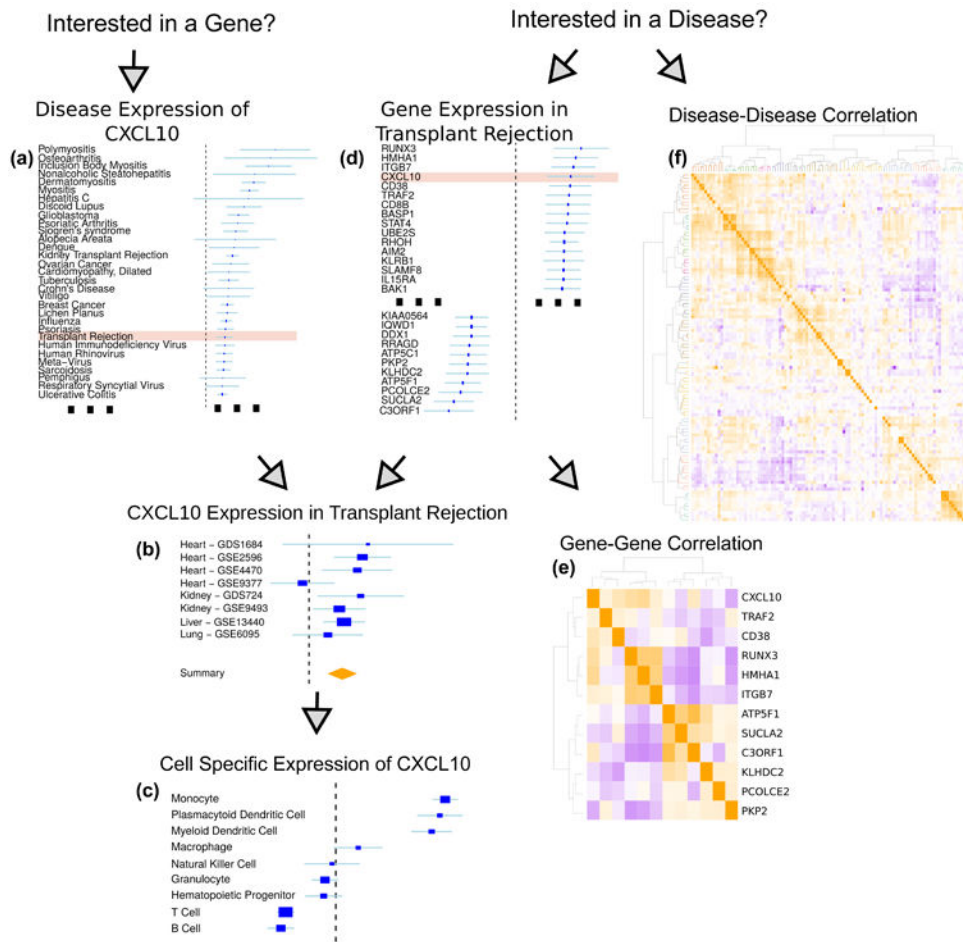 Interested in a Gene?
Interested in a Disease?
Disease Expression of
CXCL10
(a)
Polymyositis
Osteoarthritis
Inclusion Body Myositis
Nonalcoholic Steatohepatitis
Dermatomyositis
Myositis
Hepatitis C
Discoid Lupus
Glioblastoma
Psoriatic Arthritis
Sjogren's syndrome
Alopecia Areata
Dengue
Kidney Transplant Rejection
Ovarian Cancer
Cardiomyopathy, Dilated
Tuberculosis
Crohn's Disease
Vitiligo
Breast Cancer
Lichen Planus
Influenza
Psoriasis
Transplant Rejection
Human Immunodeficiency Virus
Human Rhinovirus
Meta-Virus
Sarcoidosis
Pemphigus
Respiratory Syncytial Virus
Ulcerative Colitis
Gene Expression in
Transplant Rejection
(d)
RUNX3
HMHA1
ITGB7
CXCL10
CD38
TRAF2
CD8B
BASP1
STAT4
UBE2S
RHOH
AIM2
KLRB1
SLAMF8
IL15RA
BAK1
KIAA0564
IQWD1
DDX1
RRAGD
ATP5C1
PKP2
KLHDC2
ATP5F1
PCOLCE2
SUCLA2
C3ORF1
Disease-Disease Correlation
(f)
CXCL10 Expression in Transplant Rejection
(b)
Heart - GDS1684
Heart - GSE2596
Heart - GSE4470
Heart - GSE9377
Kidney - GDS724
Kidney - GSE9493
Liver - GSE13440
Lung - GSE6095
Summary
Gene-Gene Correlation
(e)
CXCL10
TRAF2
CD38
RUNX3
HMHA1
ITGB7
ATP5F1
SUCLA2
C3ORF1
KLHDC2
PCOLCE2
PKP2
Cell Specific Expression of CXCL10
(c)
Monocyte
Plasmacytoid Dendritic Cell
Myeloid Dendritic Cell
Macrophage
Natural Killer Cell
Granulocyte
Hematopoietic Progenitor
T Cell
B Cell